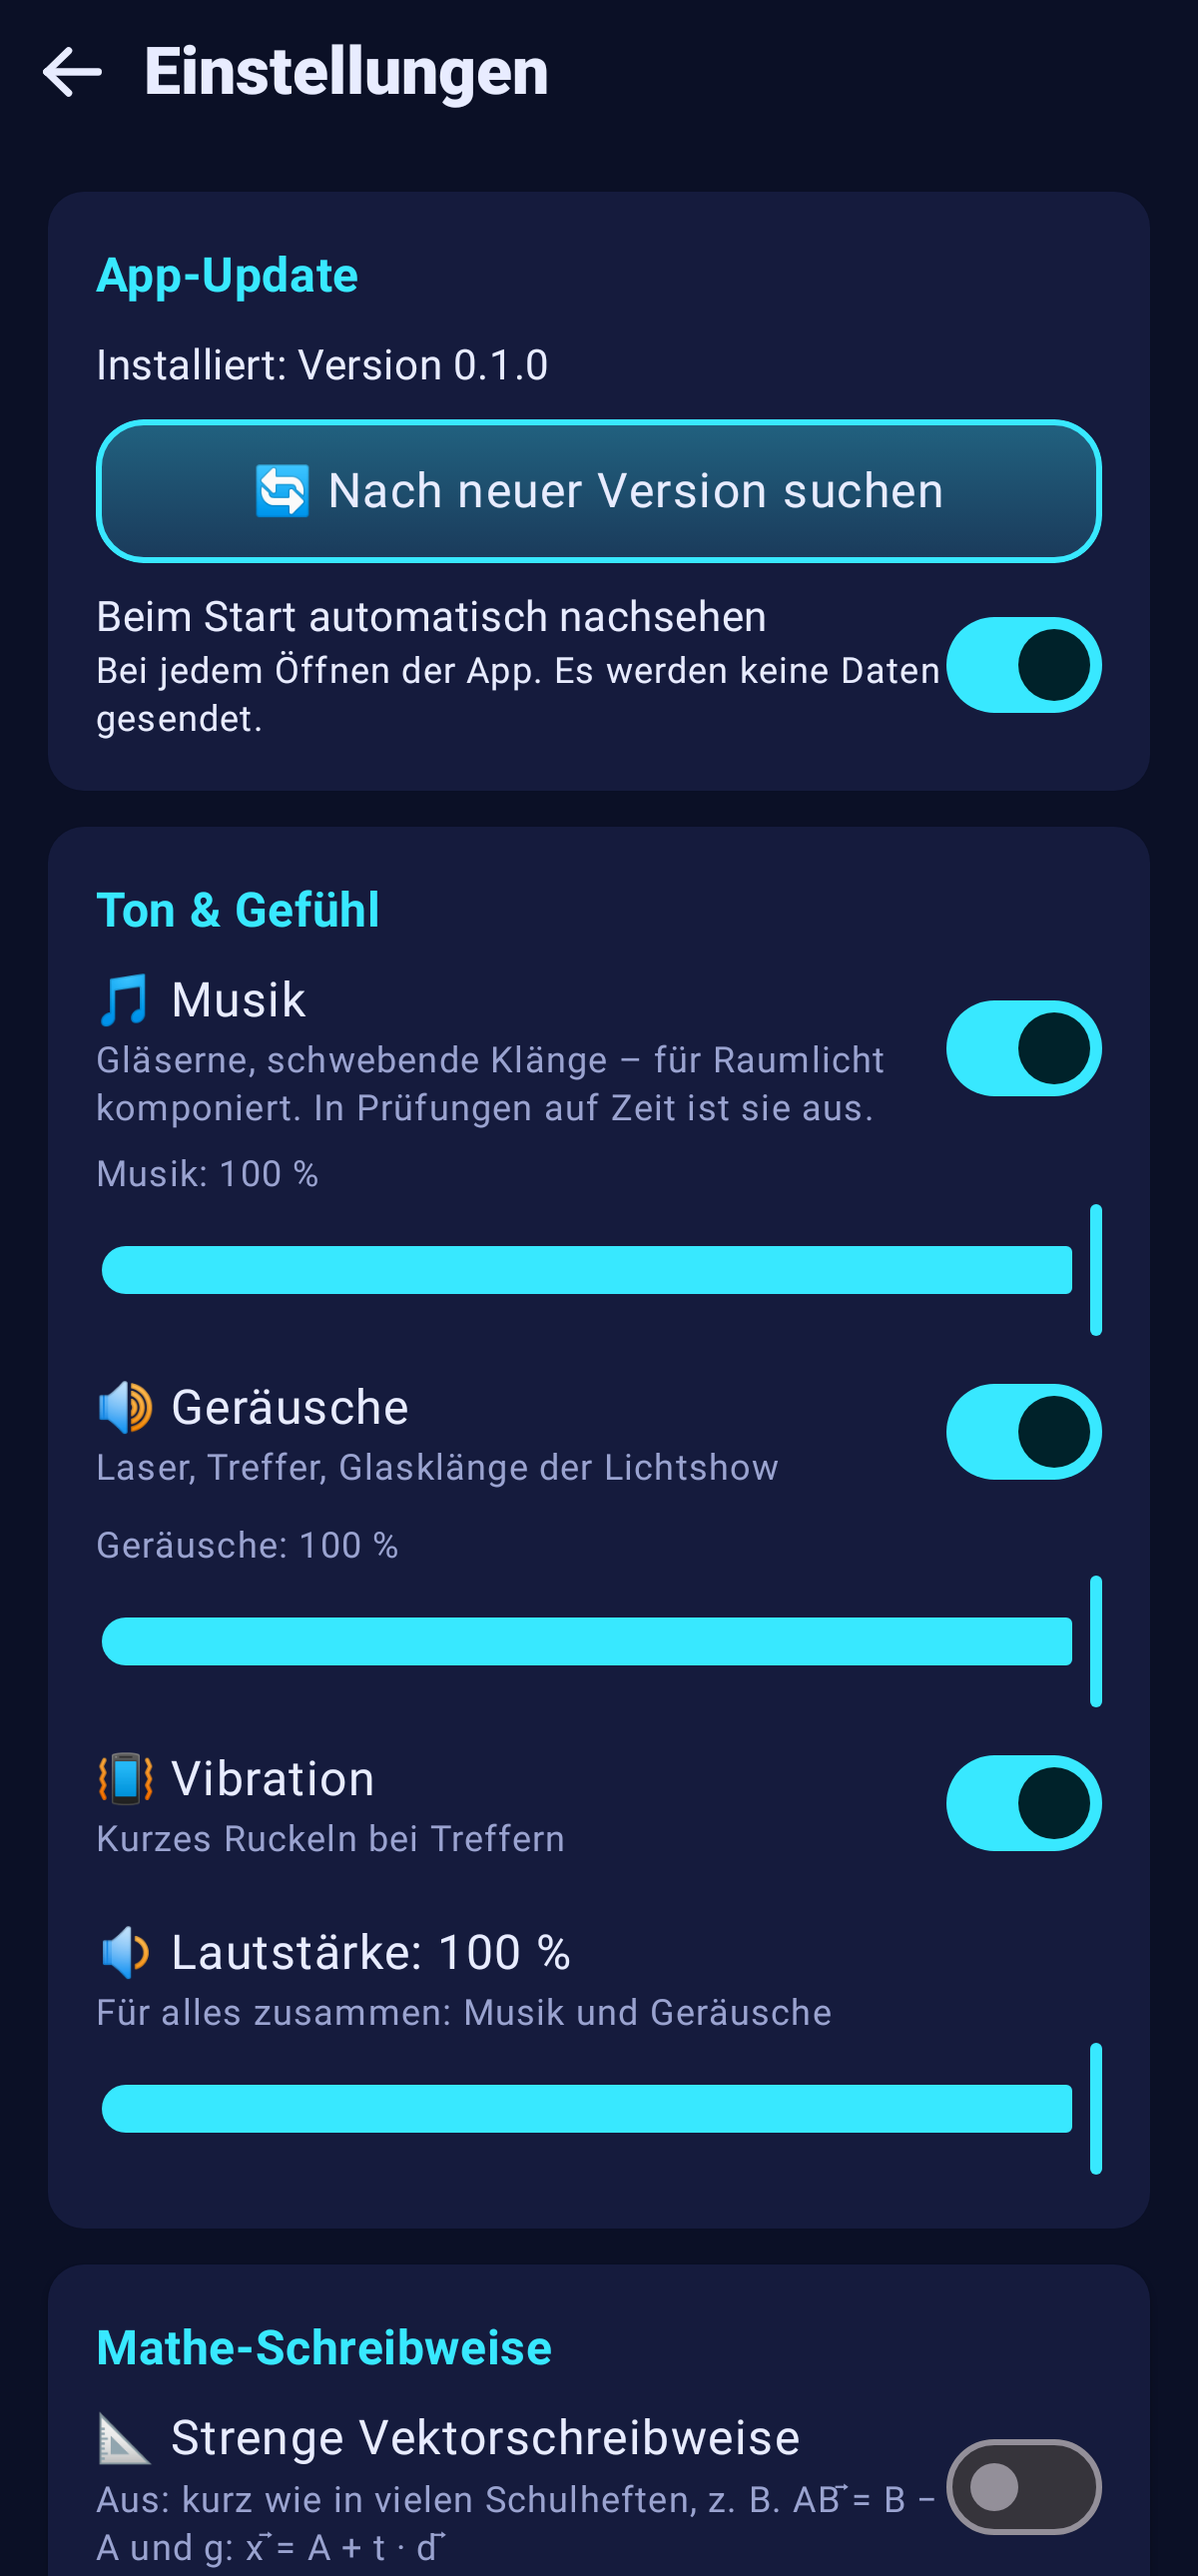 Einstellungen
App-Update
Installiert: Version 0.1.0
🔄 Nach neuer Version suchen
Beim Start automatisch nachsehen
Bei jedem Öffnen der App. Es werden keine Daten
gesendet.
Ton & Gefühl
🎵 Musik
Gläserne, schwebende Klänge – für Raumlicht
komponiert. In Prüfungen auf Zeit ist sie aus.
Musik: 100 %
🔊 Geräusche
Laser, Treffer, Glasklänge der Lichtshow
Geräusche: 100 %
📳 Vibration
Kurzes Ruckeln bei Treffern
🔉 Lautstärke: 100 %
Für alles zusammen: Musik und Geräusche
Mathe-Schreibweise
📐 Strenge Vektorschreibweise
Aus: kurz wie in vielen Schulheften, z. B. AB⃗ = B −
A und g: x⃗ = A + t · d⃗